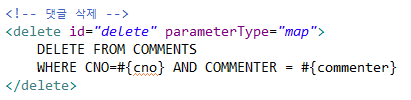 <!-- 댓글 삭제 -->
<delete id="delete" parameterType="map">
DELETE FROM COMMENTS
WHERE CNO=#{cno} AND COMMENTER = #{commenter}
</delete>